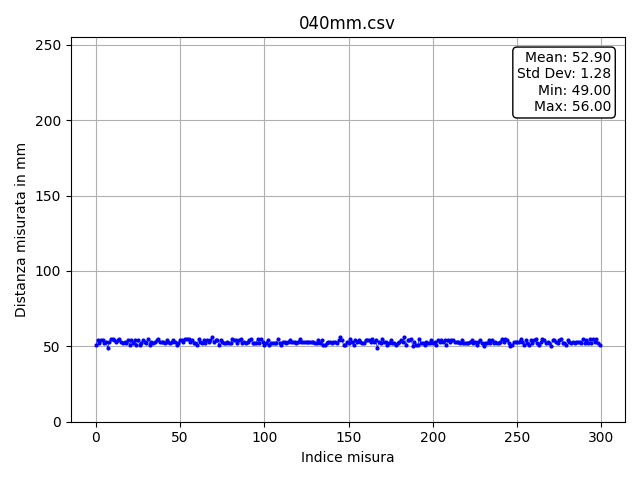 040mm.csv
250
200
150
100
50
0
Distanza misurata in mm
Mean: 52.90
Std Dev: 1.28
Min: 49.00
Max: 56.00
0 50 100 150 200 250 300
Indice misura